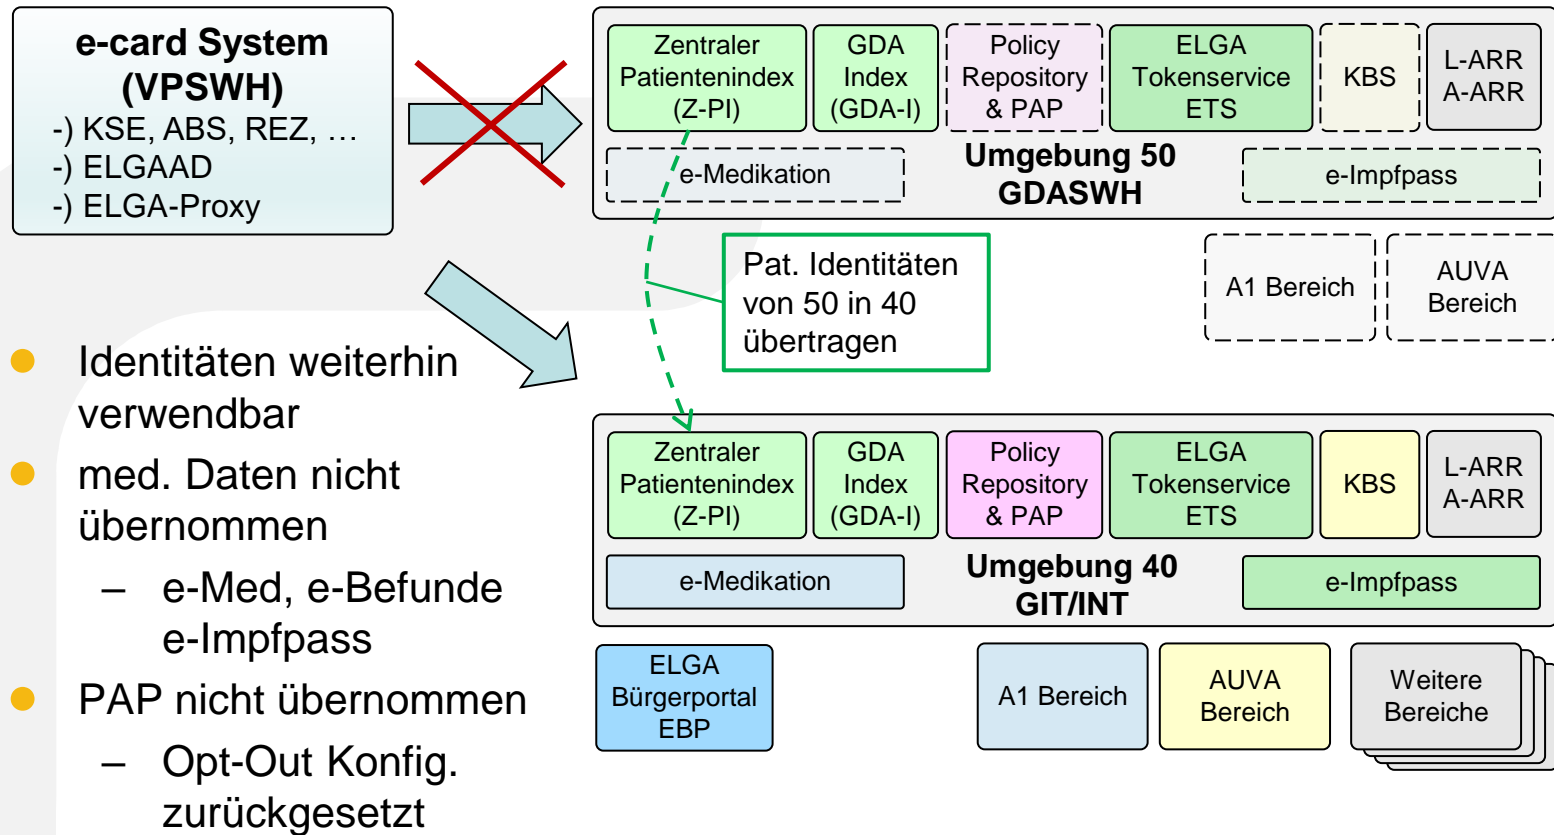 e-card System
(VPSWH)
-) KSE, ABS, REZ, …
-) ELGAAD
-) ELGA-Proxy
Zentraler
Patientenindex
(Z-PI)
GDA
Index
(GDA-I)
Policy
Repository
& PAP
ELGA
Tokenservice
ETS
KBS
L-ARR
A-ARR
e-Medikation
Umgebung 50
GDASWH
e-Impfpass
Pat. Identitäten
von 50 in 40
übertragen
A1 Bereich
AUVA
Bereich
Identitäten weiterhin
verwendbar
med. Daten nicht
übernommen
– e-Med, e-Befunde
e-Impfpass
PAP nicht übernommen
– Opt-Out Konfig.
zurückgesetzt
Zentraler
Patientenindex
(Z-PI)
GDA
Index
(GDA-I)
Policy
Repository
& PAP
ELGA
Tokenservice
ETS
KBS
L-ARR
A-ARR
e-Medikation
Umgebung 40
GIT/INT
e-Impfpass
ELGA
Bürgerportal
EBP
A1 Bereich
AUVA
Bereich
Weitere
Bereiche